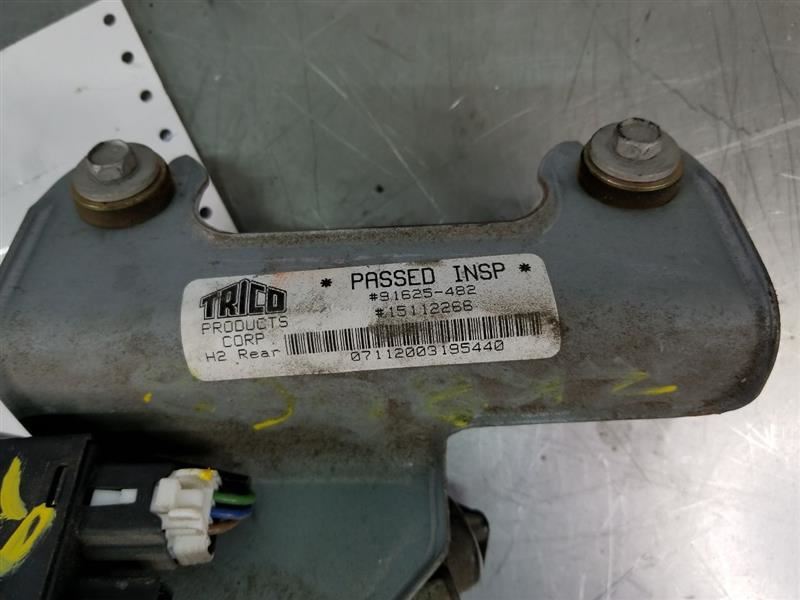 TRICO
PRODUCTS
CORP
H2 Rear
* PASSED INSP *
#91625-482
#15112266
07112003195440